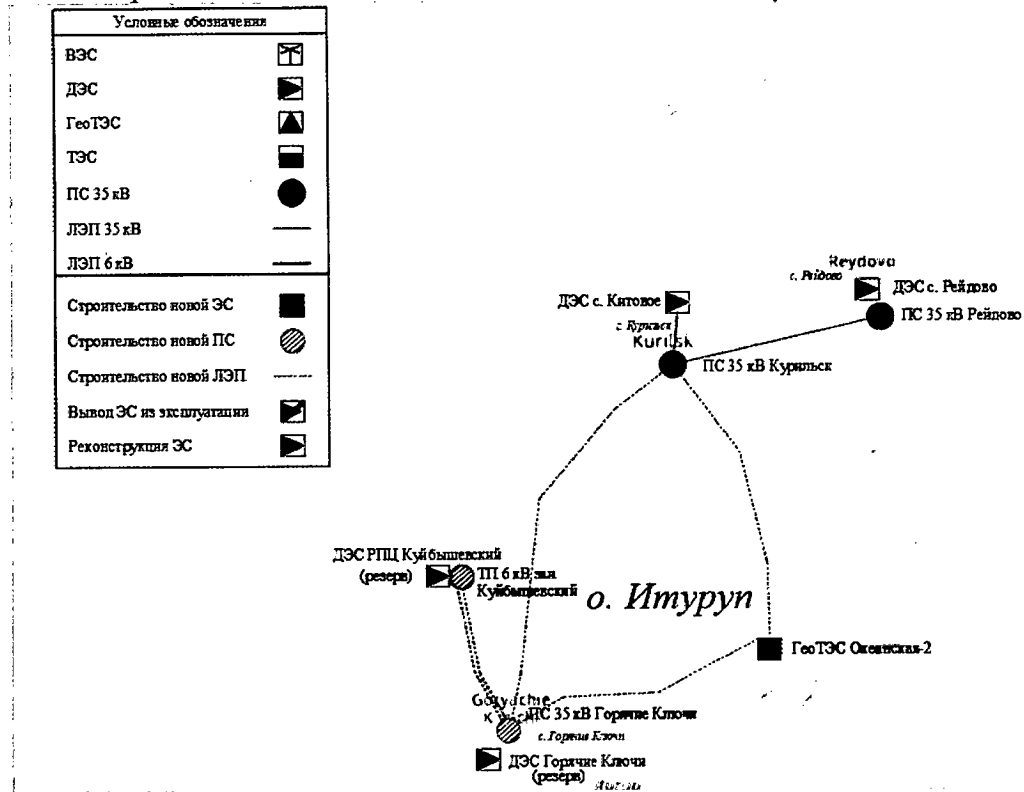 Условные обозначения
ВЭС
ДЭС
ГеоТЭС
ТЭС
ПС 35 кВ
ЛЭП 35 кВ
ЛЭП 6 кВ
Строительство новой ЭС
Строительство новой ПС
Строительство новой ЛЭП
Вывод ЭС из эксплуатации
Реконструкция ЭС
Reydovo
с. Рейдово
ДЭС с. Рейдово
ПС 35 кВ Рейдово
ДЭС с. Китовое
г. Курильск
Kurilsk
ПС 35 кВ Курильск
ДЭС РПЦ Куйбышевский
(резерв)
ТП 6 кВ зал.
Куйбышевский
о. Итуруп
ГеоТЭС Океанская-2
Goryachie
ПС 35 кВ Горячие Ключи
с. Горячие Ключи
ДЭС Горячие Ключи
(резерв)